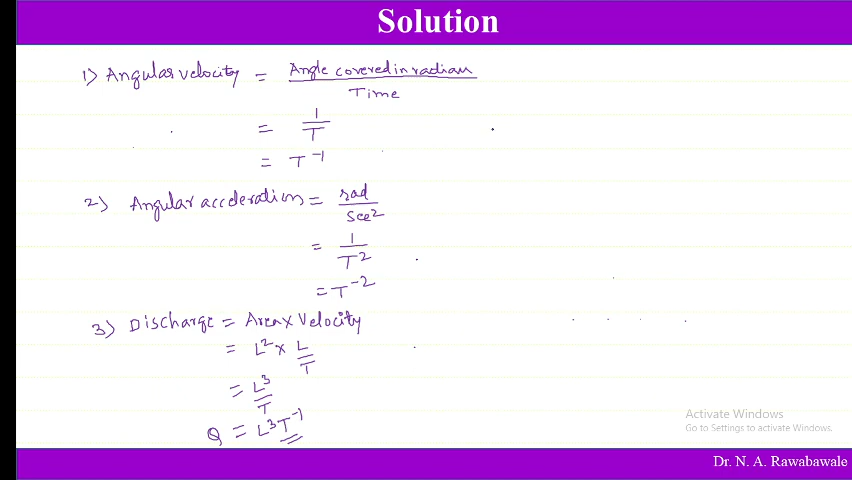 Solution
1) Angular velocity = Angle covered in radian / Time
= 1 / T
= T⁻¹
2) Angular acceleration = rad / sec²
= 1 / T²
= T⁻²
3) Discharge = Area x Velocity
= L² x L / T
= L³ / T
Q = L³T⁻¹
Activate Windows
Go to Settings to activate Windows.
Dr. N. A. Rawabawale